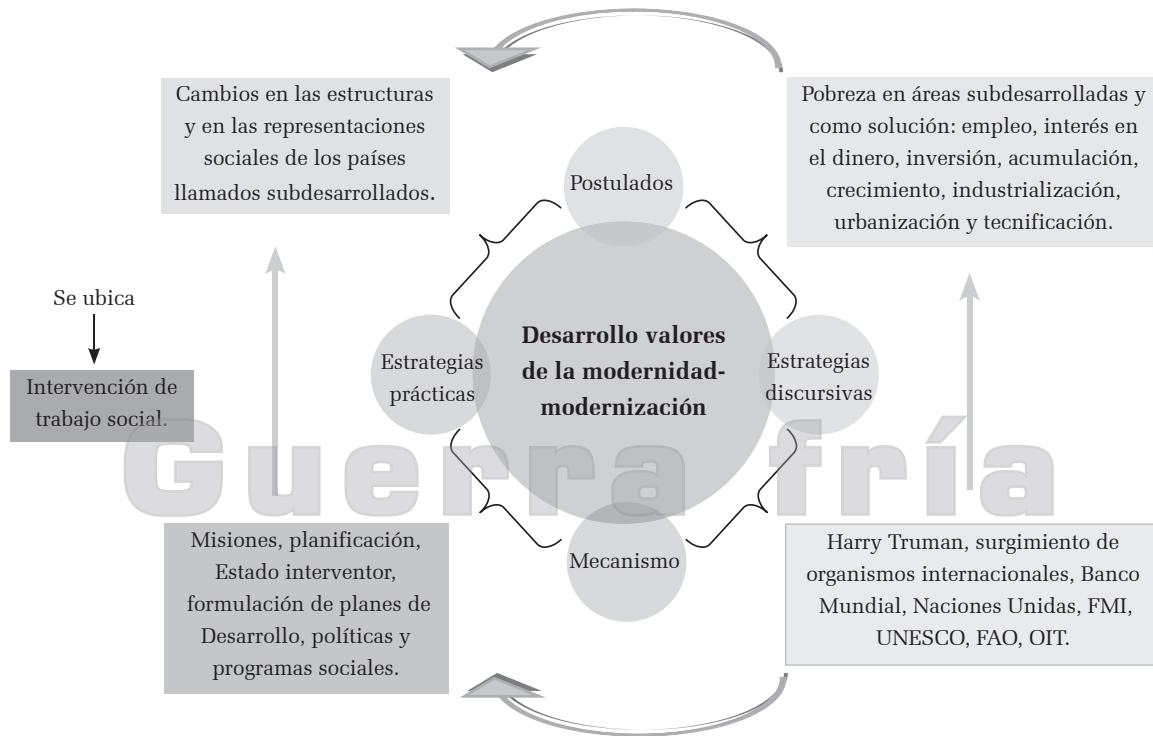 Cambios en las estructuras
y en las representaciones
sociales de los países
llamados subdesarrollados.
Pobreza en áreas subdesarrolladas y
como solución: empleo, interés en
el dinero, inversión, acumulación,
crecimiento, industrialización,
urbanización y tecnificación.
Postulados
Se ubica
Intervención de
trabajo social.
Estrategias
prácticas
Desarrollo valores
de la modernidad-
modernización
Estrategias
discursivas
Guerra fría
Misiones, planificación,
Estado interventor,
formulación de planes de
Desarrollo, políticas y
programas sociales.
Mecanismo
Harry Truman, surgimiento de
organismos internacionales, Banco
Mundial, Naciones Unidas, FMI,
UNESCO, FAO, OIT.